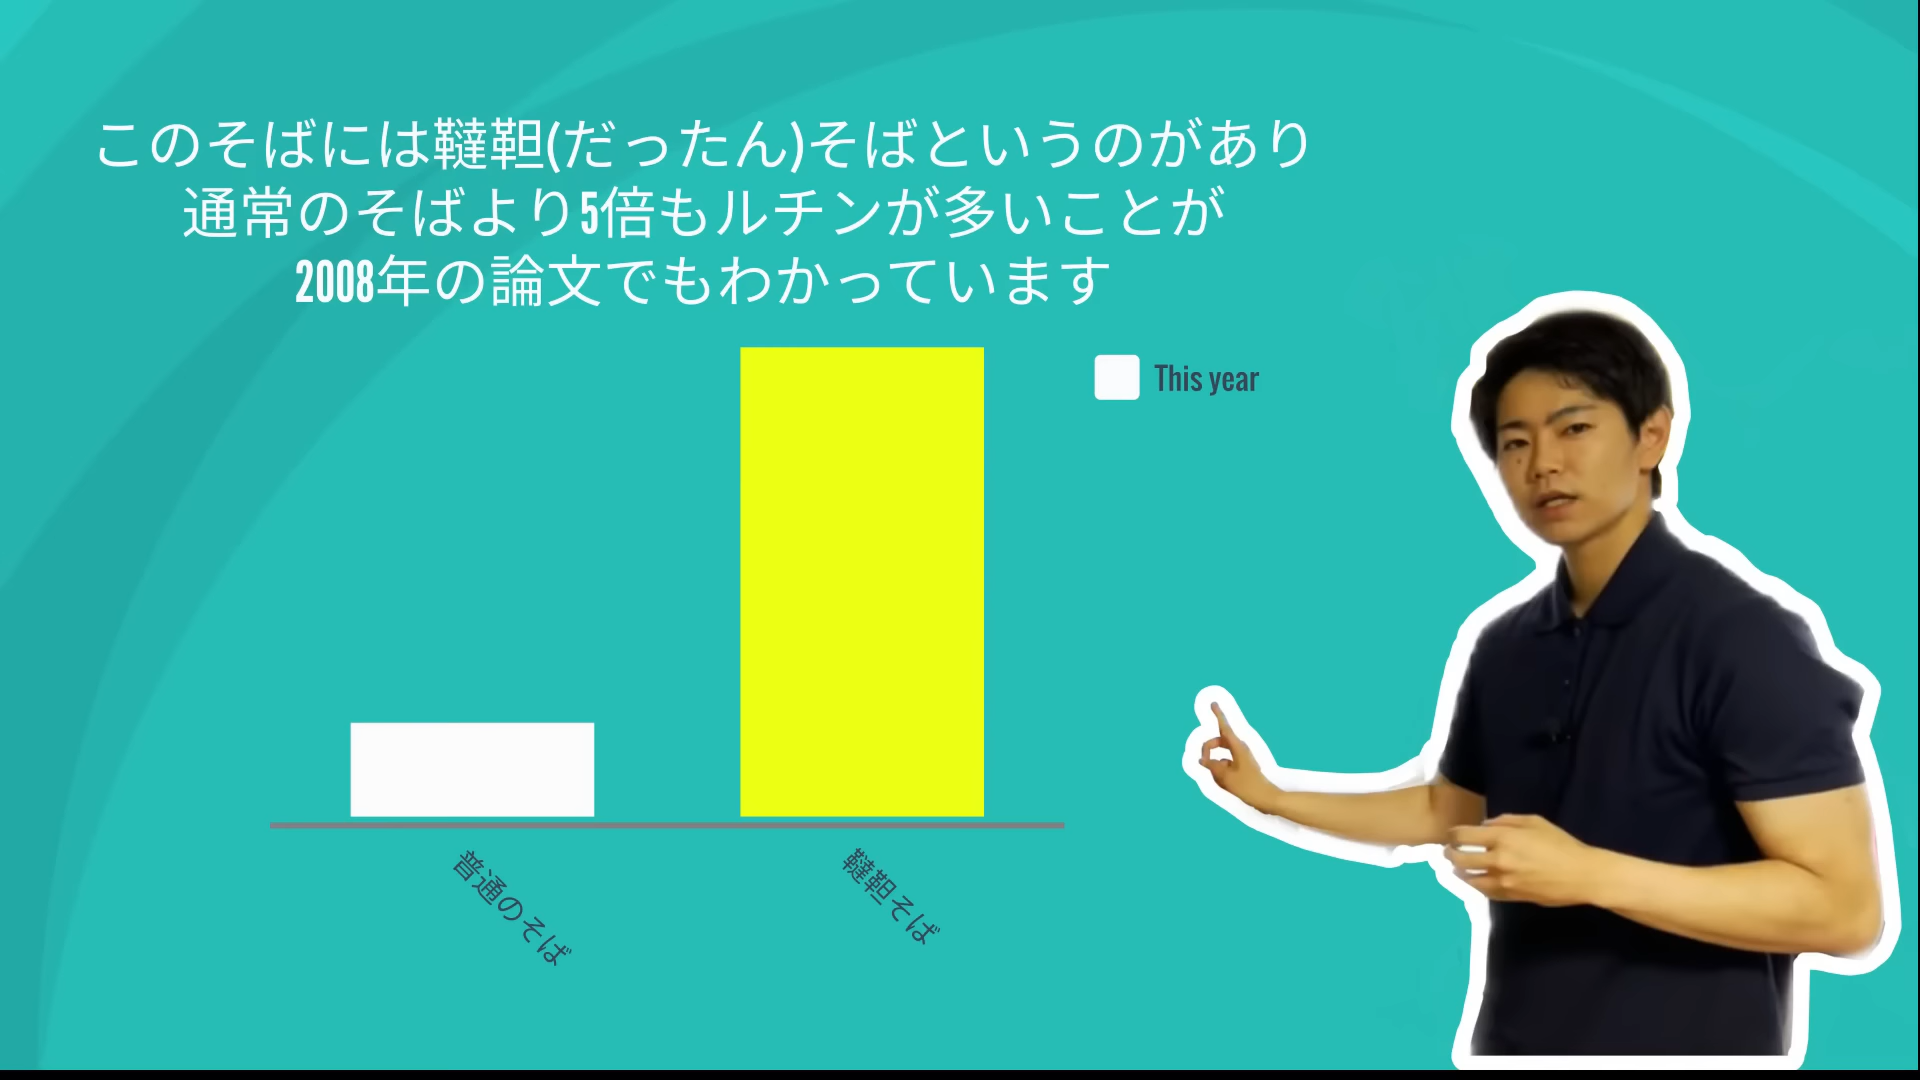 このそばには韃靼(だったん)そばというのがあり
通常のそばより5倍もルチンが多いことが
2008年の論文でもわかっています
This year
普通のそば
韃靼そば